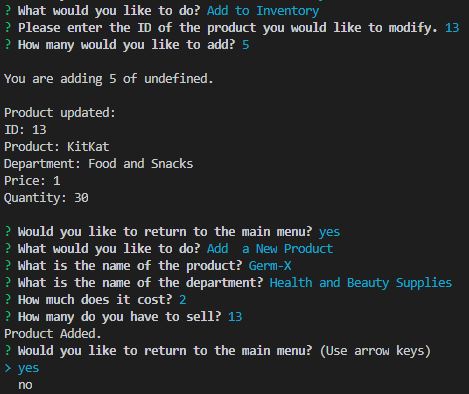 ? What would you like to do? Add to Inventory
? Please enter the ID of the product you would like to modify. 13
? How many would you like to add? 5
You are adding 5 of undefined.
Product updated:
ID: 13
Product: KitKat
Department: Food and Snacks
Price: 1
Quantity: 30
? Would you like to return to the main menu? yes
? What would you like to do? Add  a New Product
? What is the name of the product? Germ-X
? What is the name of the department? Health and Beauty Supplies
? How much does it cost? 2
? How many do you have to sell? 13
Product Added.
? Would you like to return to the main menu? (Use arrow keys)
> yes
  no